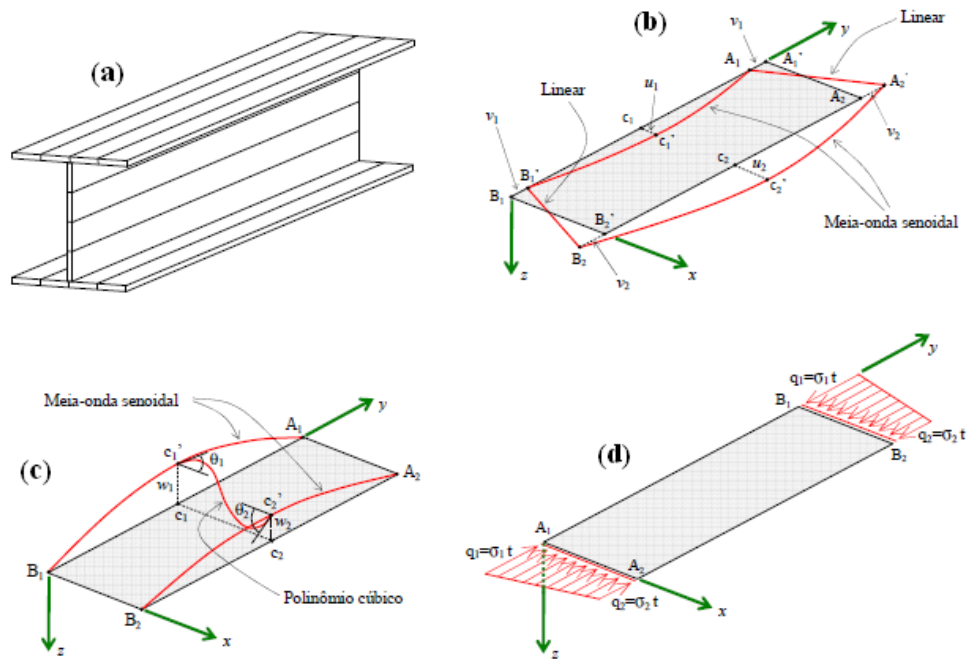 (a)
(b)
Linear
v₁
y
A₁
A₁'
A₂
A₂'
v₂
Linear
u₁
c₁
c₁'
v₁
c₂
u₂
c₂'
B₁'
B₁
B₂'
B₂
v₂
Meia-onda senoidal
x
z
(c)
Meia-onda senoidal
y
A₁
c₁'
θ₁
w₁
c₁
A₂
θ₂
c₂'
w₂
c₂
B₁
B₂
Polinômio cúbico
x
z
(d)
y
q₁=σ₁ t
B₁
q₂=σ₂ t
B₂
A₁
q₁=σ₁ t
A₂
q₂=σ₂ t
x
z